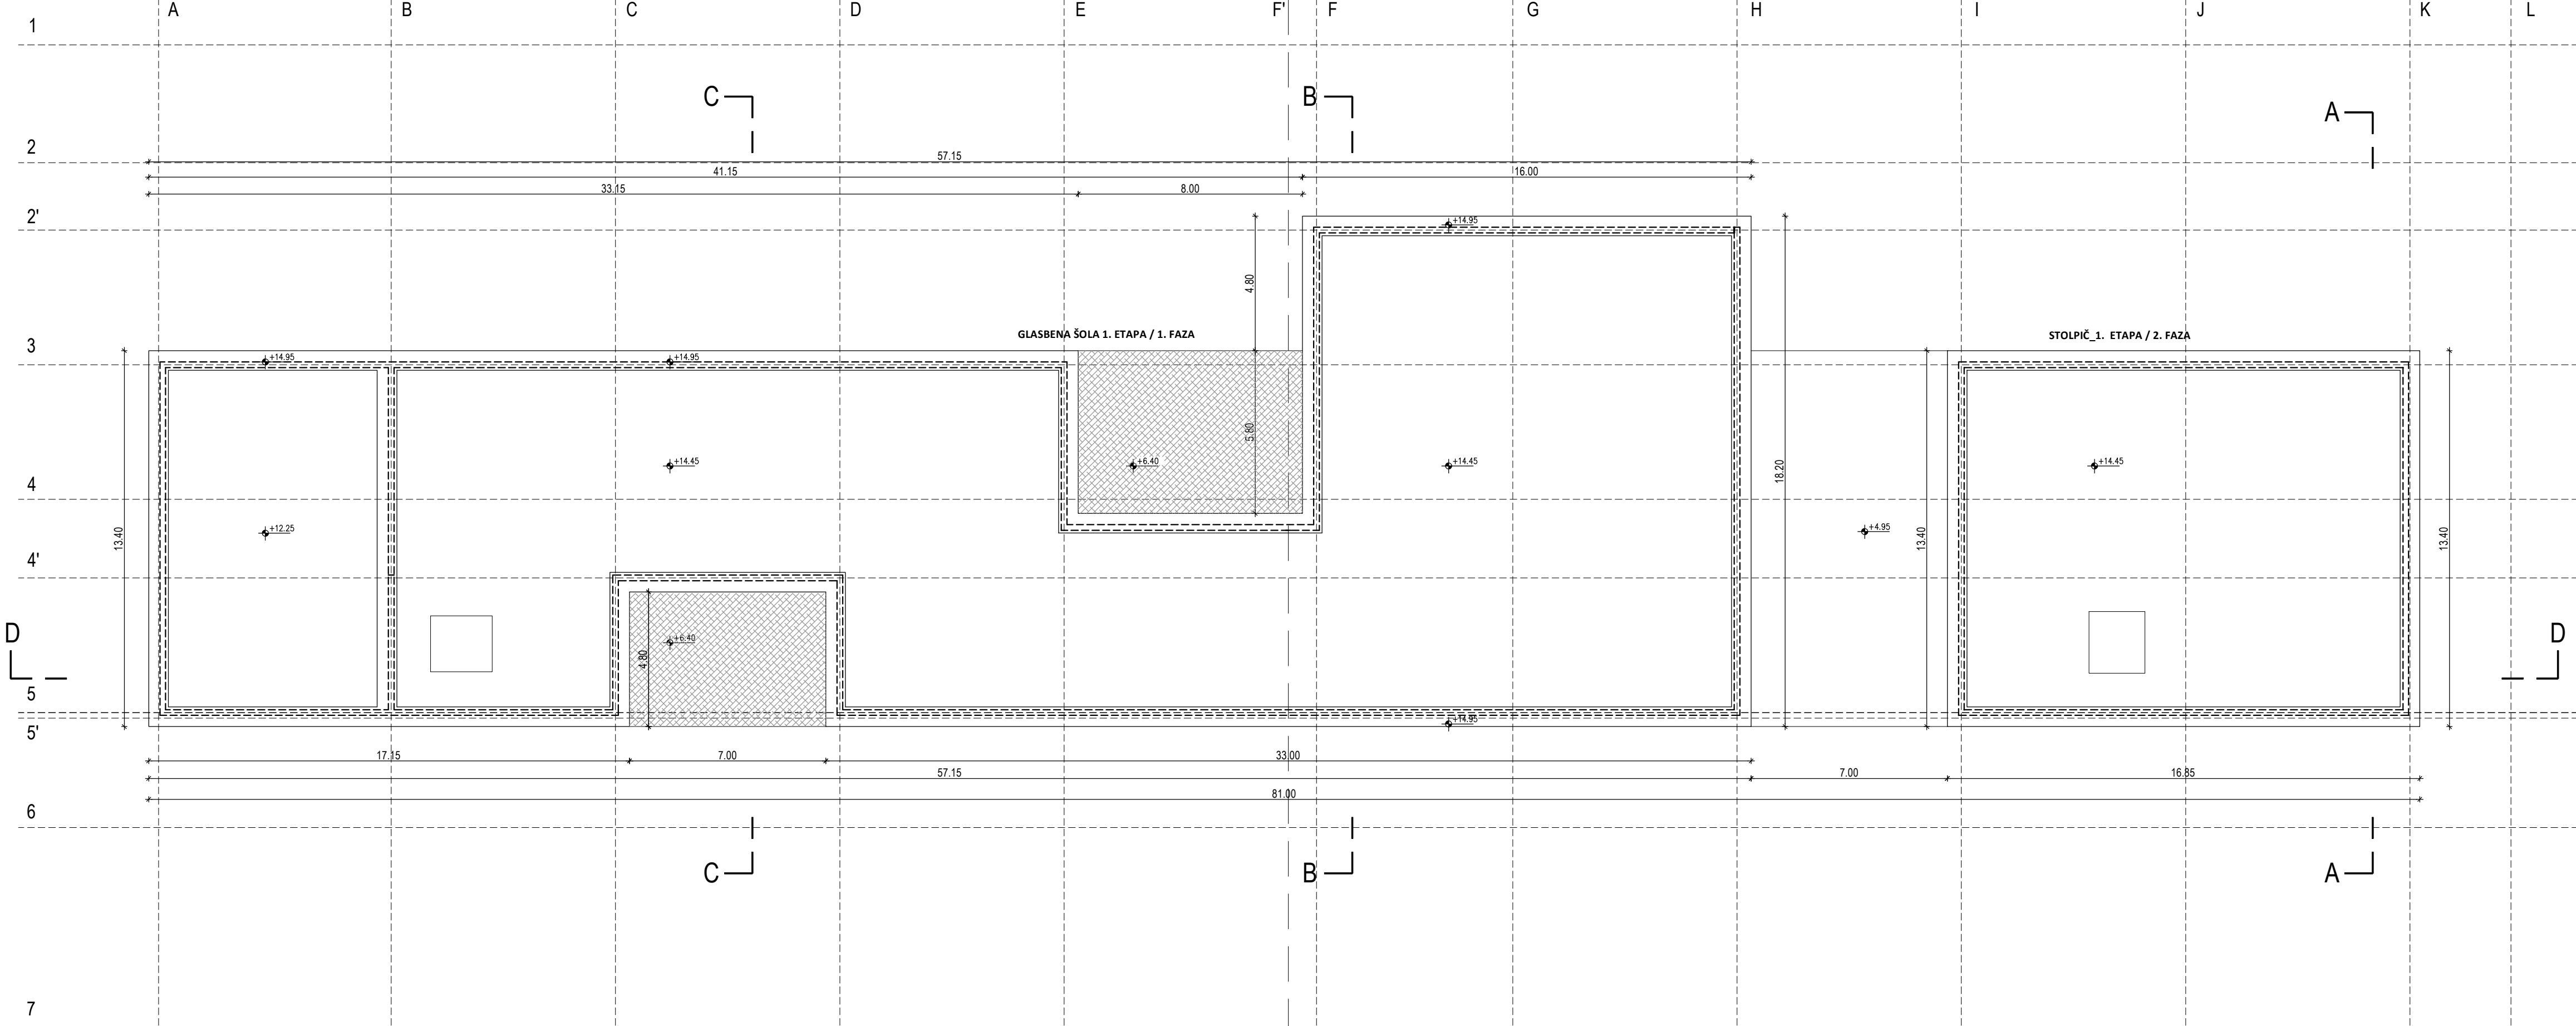 A B C D E F' F G H I J K L
1
C B A
2
57.15
41.15 16.00
33.15 8.00
2'
+14.95
4.80
GLASBENA ŠOLA 1. ETAPA / 1. FAZA
STOLPIČ_1. ETAPA / 2. FAZA
3
+14.95 +14.95
5.80
+14.45 +6.40 +14.45 +14.45
18.20
4
+12.25 +4.95
13.40 13.40 13.40
4'
D D
+6.40
4.80
5
+14.95
5'
17.15 7.00 33.00
57.15 7.00 16.85
81.00
6
C B A
7